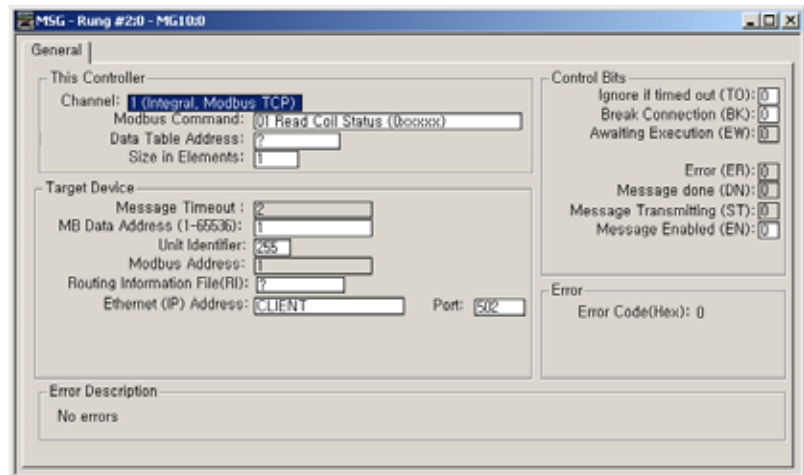 MSG - Rung #2:0 - MG10:0
General
This Controller
Channel: 1 (Integral, Modbus TCP)
Modbus Command: 01 Read Coil Status (0xxxxx)
Data Table Address: ?
Size in Elements: 1
Target Device
Message Timeout : 2
MB Data Address (1-65536): 1
Unit Identifier: 255
Modbus Address: 1
Routing Information File(RI): ?
Ethernet (IP) Address: CLIENT Port: 502
Control Bits
Ignore if timed out (TO): 0
Break Connection (BK): 0
Awaiting Execution (EW): 0
Error (ER): 0
Message done (DN): 0
Message Transmitting (ST): 0
Message Enabled (EN): 0
Error
Error Code(Hex): 0
Error Description
No errors